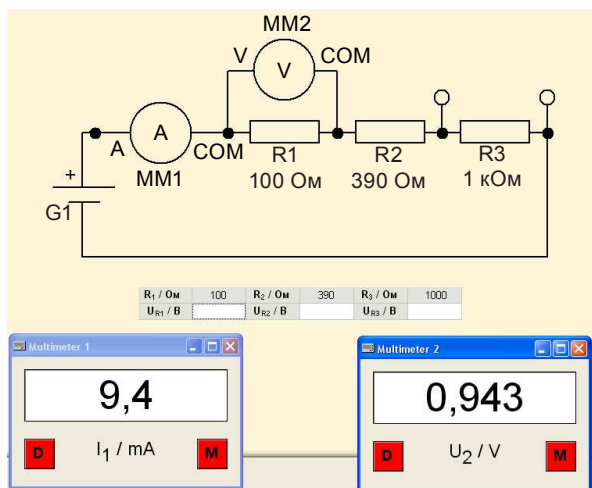 MM2
V COM
V
A A COM R1 R2 R3
MM1 100 Ом 390 Ом 1 кОм
+
G1
R1 / Ом 100 R2 / Ом 390 R3 / Ом 1000
UR1 / В UR2 / В UR3 / В
Multimeter 1
9,4
D I1 / mA M
Multimeter 2
0,943
D U2 / V M